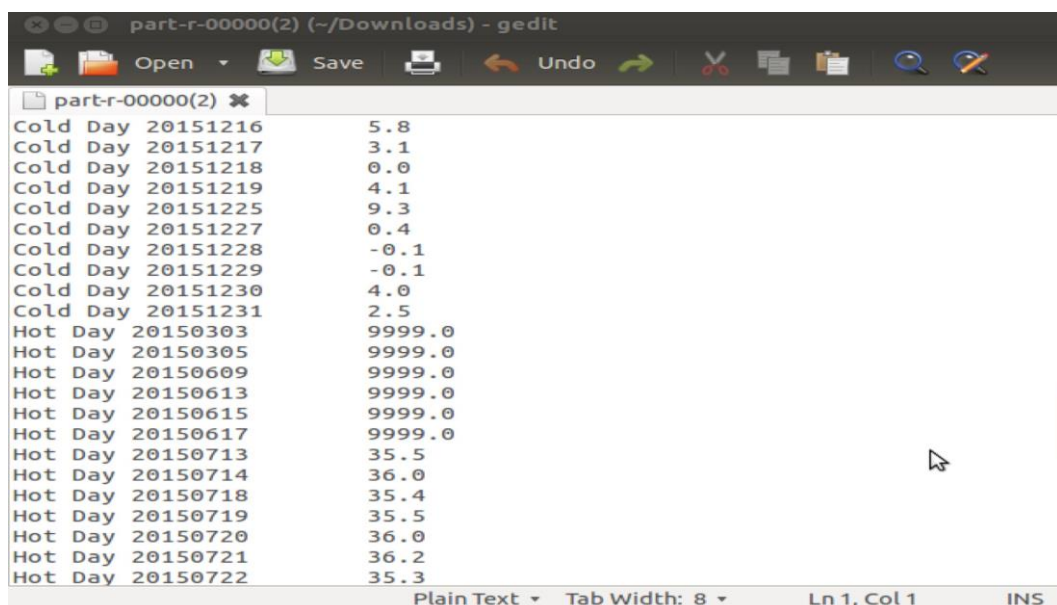 part-r-00000(2) (~/Downloads) - gedit
Open Save Undo
part-r-00000(2)
Cold Day 20151216 5.8
Cold Day 20151217 3.1
Cold Day 20151218 0.0
Cold Day 20151219 4.1
Cold Day 20151225 9.3
Cold Day 20151227 0.4
Cold Day 20151228 -0.1
Cold Day 20151229 -0.1
Cold Day 20151230 4.0
Cold Day 20151231 2.5
Hot Day 20150303 9999.0
Hot Day 20150305 9999.0
Hot Day 20150609 9999.0
Hot Day 20150613 9999.0
Hot Day 20150615 9999.0
Hot Day 20150617 9999.0
Hot Day 20150713 35.5
Hot Day 20150714 36.0
Hot Day 20150718 35.4
Hot Day 20150719 35.5
Hot Day 20150720 36.0
Hot Day 20150721 36.2
Hot Day 20150722 35.3
Plain Text Tab Width: 8 Ln 1, Col 1 INS